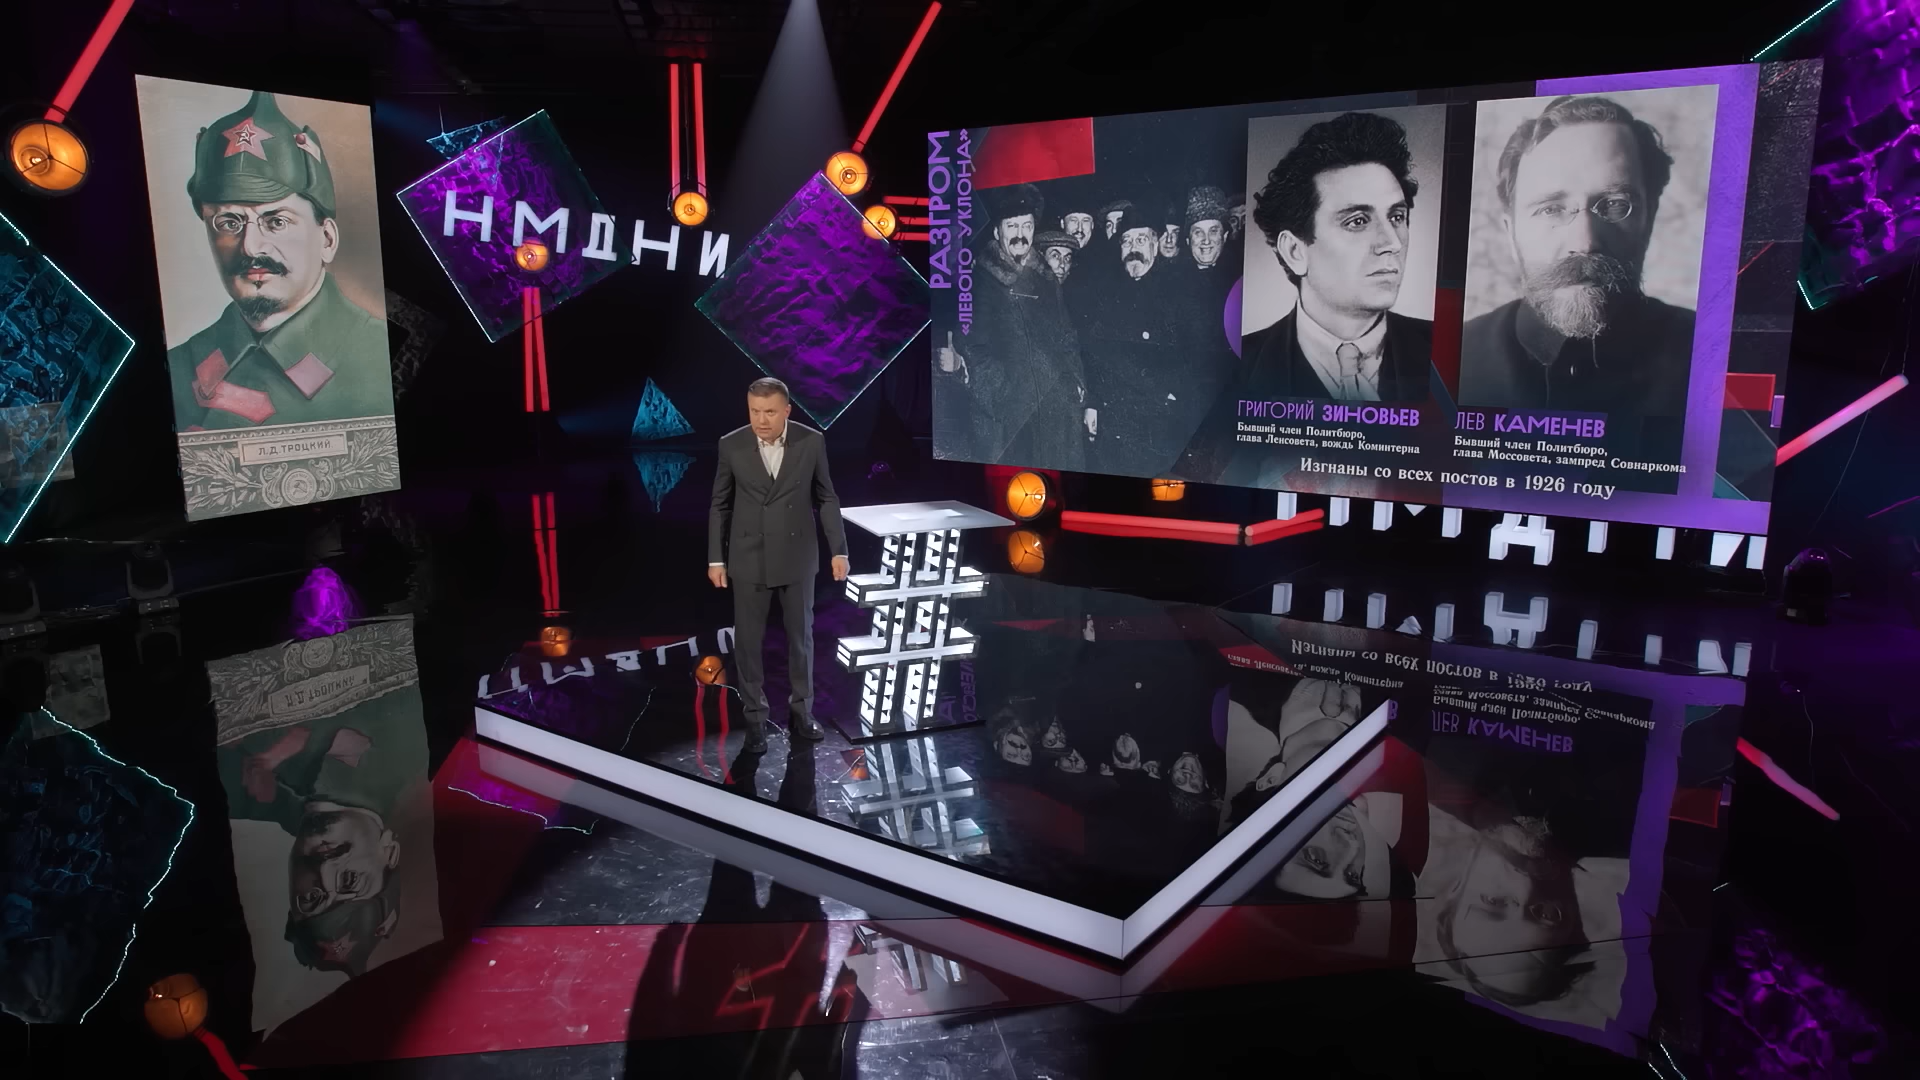 НМДНИ
Л.Д.ТРОЦКИЙ
РАЗГРОМ
«ЛЕВОГО УКЛОНА»
ГРИГОРИЙ ЗИНОВЬЕВ
Бывший член Политбюро,
глава Ленсовета, вождь Коминтерна
ЛЕВ КАМЕНЕВ
Бывший член Политбюро,
глава Моссовета, зампред Совнаркома
Изгнаны со всех постов в 1926 году
НМДНИ